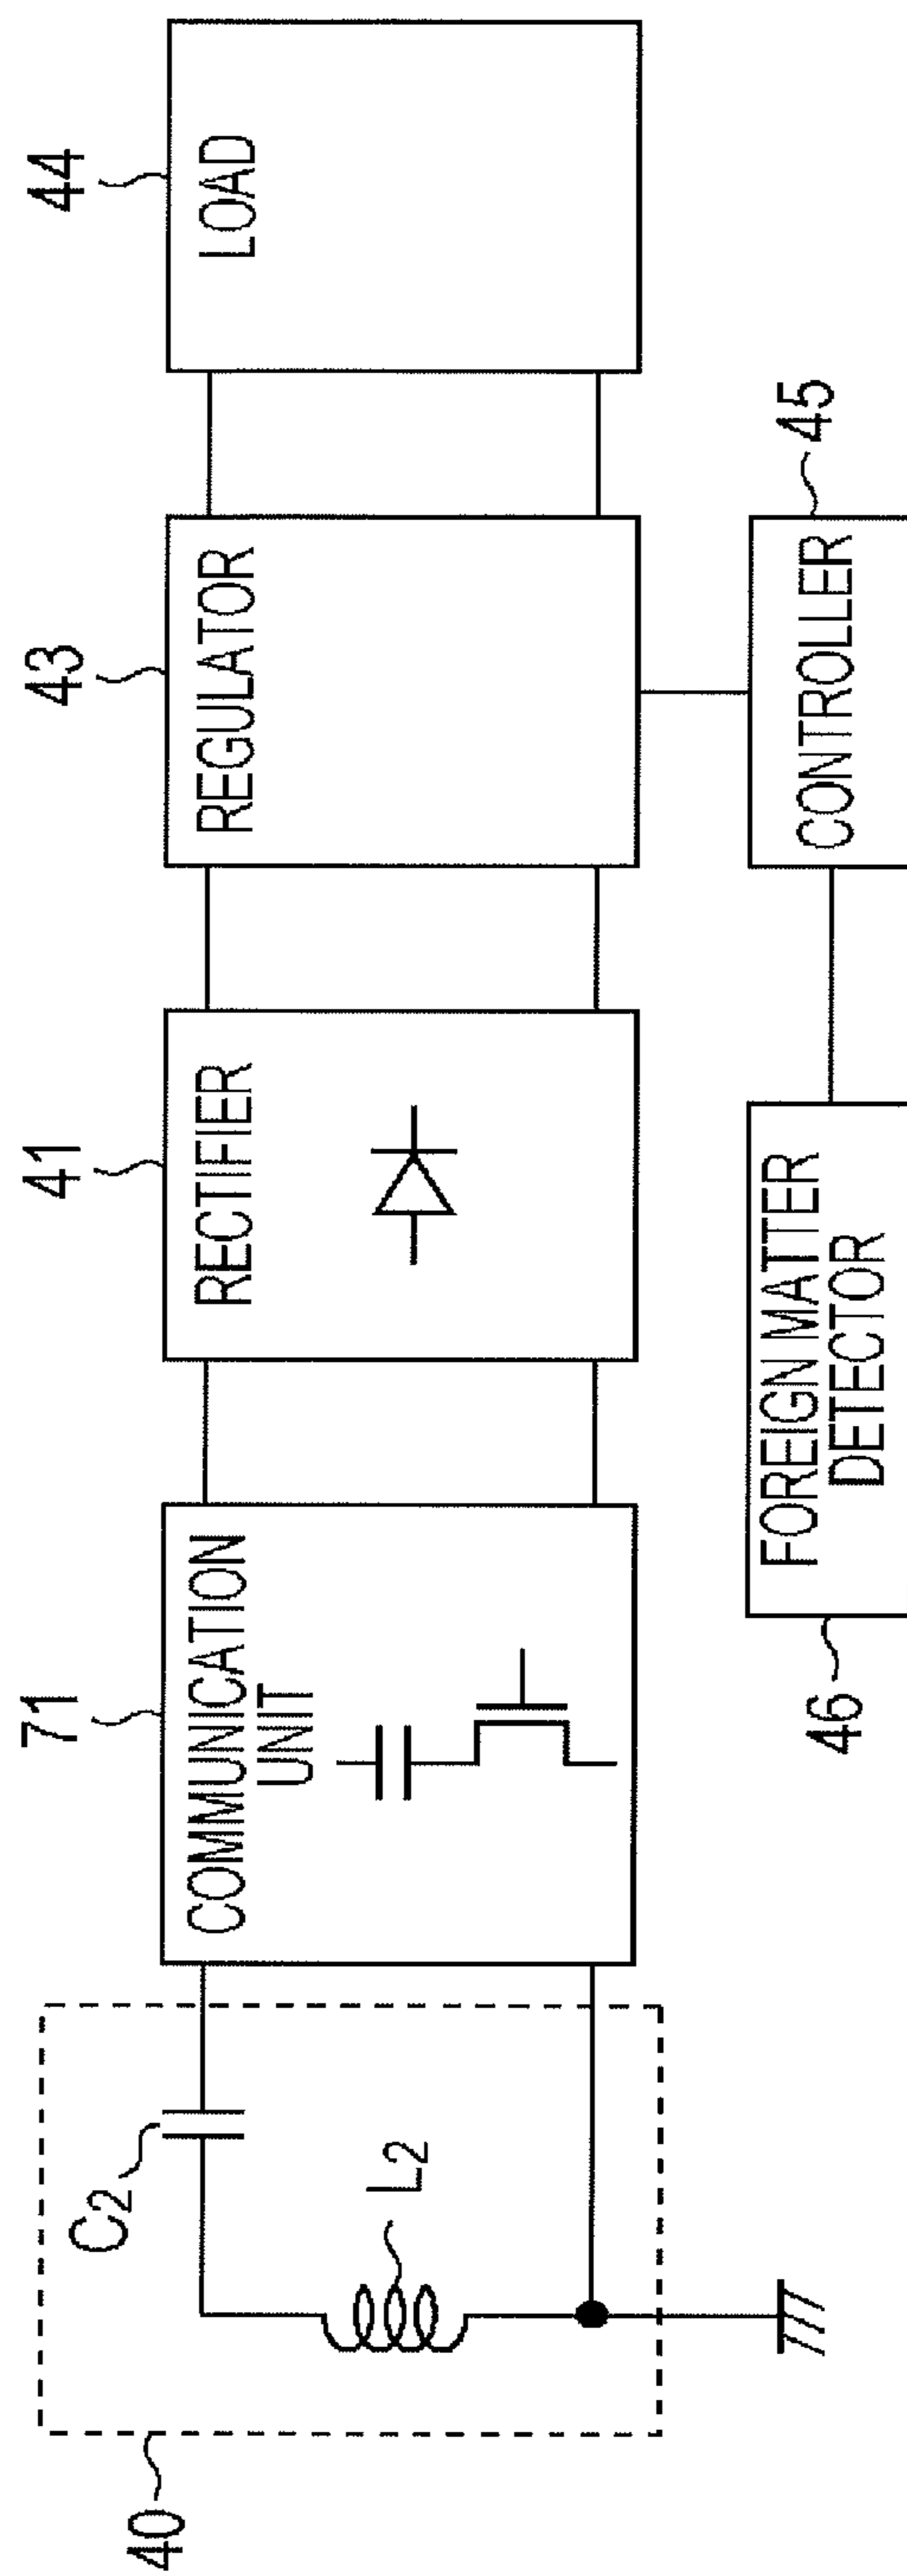 40
C2
L2
71
COMMUNICATION
UNIT
41
RECTIFIER
43
REGULATOR
44
LOAD
46
FOREIGN MATTER
DETECTOR
45
CONTROLLER